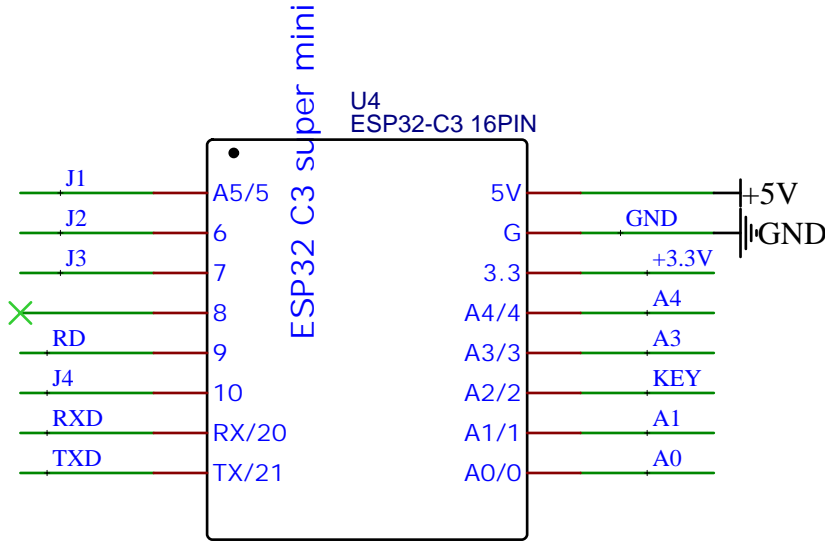 U4
ESP32-C3 16PIN
ESP32 C3 super mini
J1 A5/5 5V +5V
J2 6 G GND GND
J3 7 3.3 +3.3V
8 A4/4 A4
RD 9 A3/3 A3
J4 10 A2/2 KEY
RXD RX/20 A1/1 A1
TXD TX/21 A0/0 A0